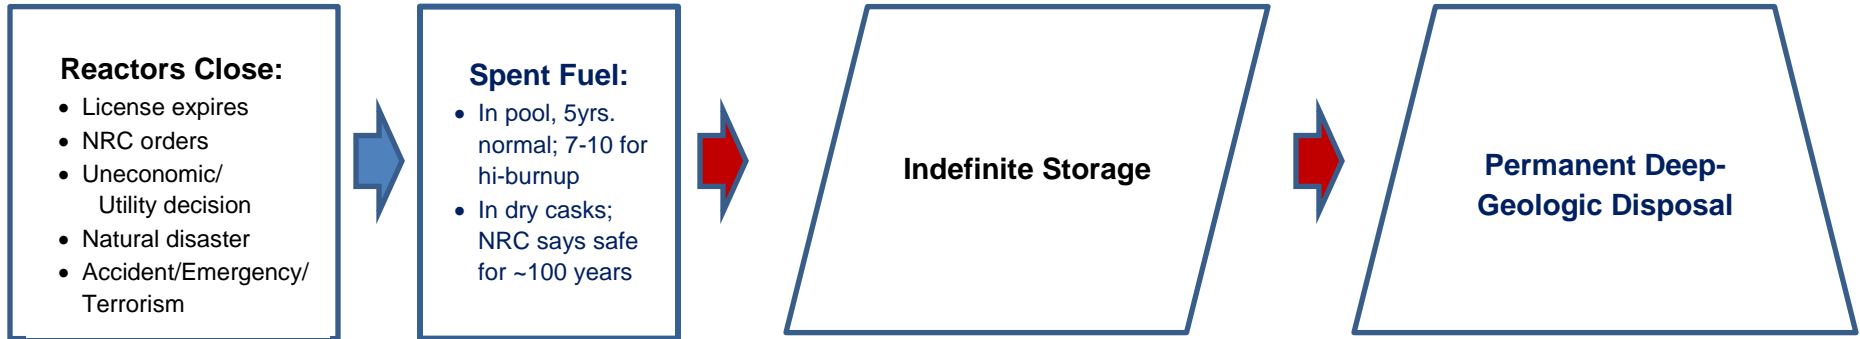 Reactors Close:
• License expires
• NRC orders
• Uneconomic/
Utility decision
• Natural disaster
• Accident/Emergency/
Terrorism
Spent Fuel:
• In pool, 5yrs.
normal; 7-10 for
hi-burnup
• In dry casks;
NRC says safe
for ~100 years
Indefinite Storage
Permanent Deep-
Geologic Disposal